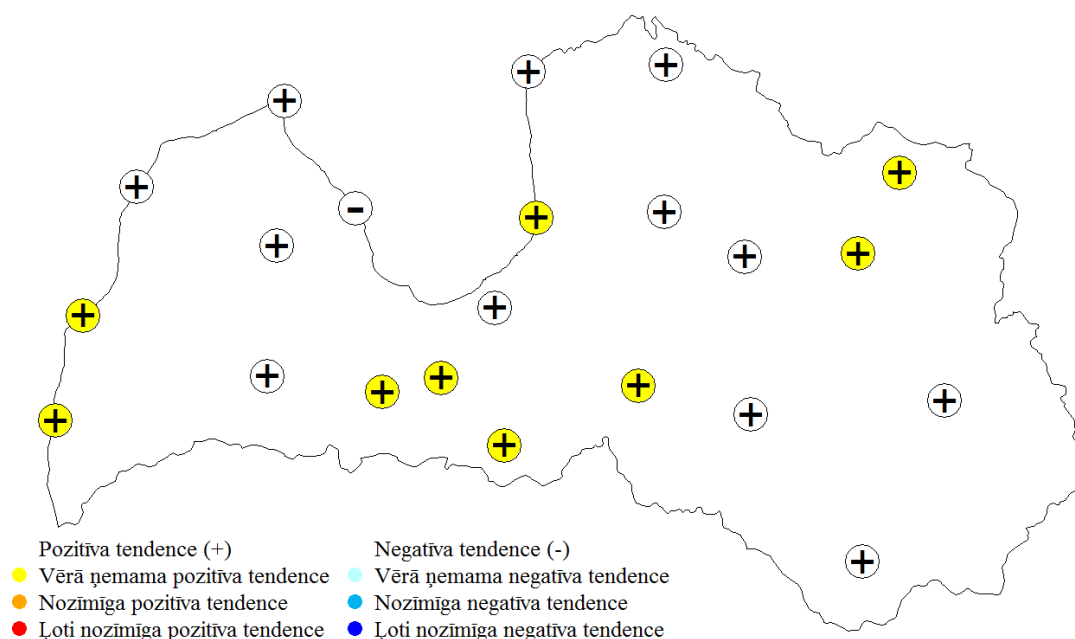 Pozitīva tendence (+)
Vērā ņemama pozitīva tendence
Nozīmīga pozitīva tendence
Ļoti nozīmīga pozitīva tendence
Negatīva tendence (-)
Vērā ņemama negatīva tendence
Nozīmīga negatīva tendence
Ļoti nozīmīga negatīva tendence